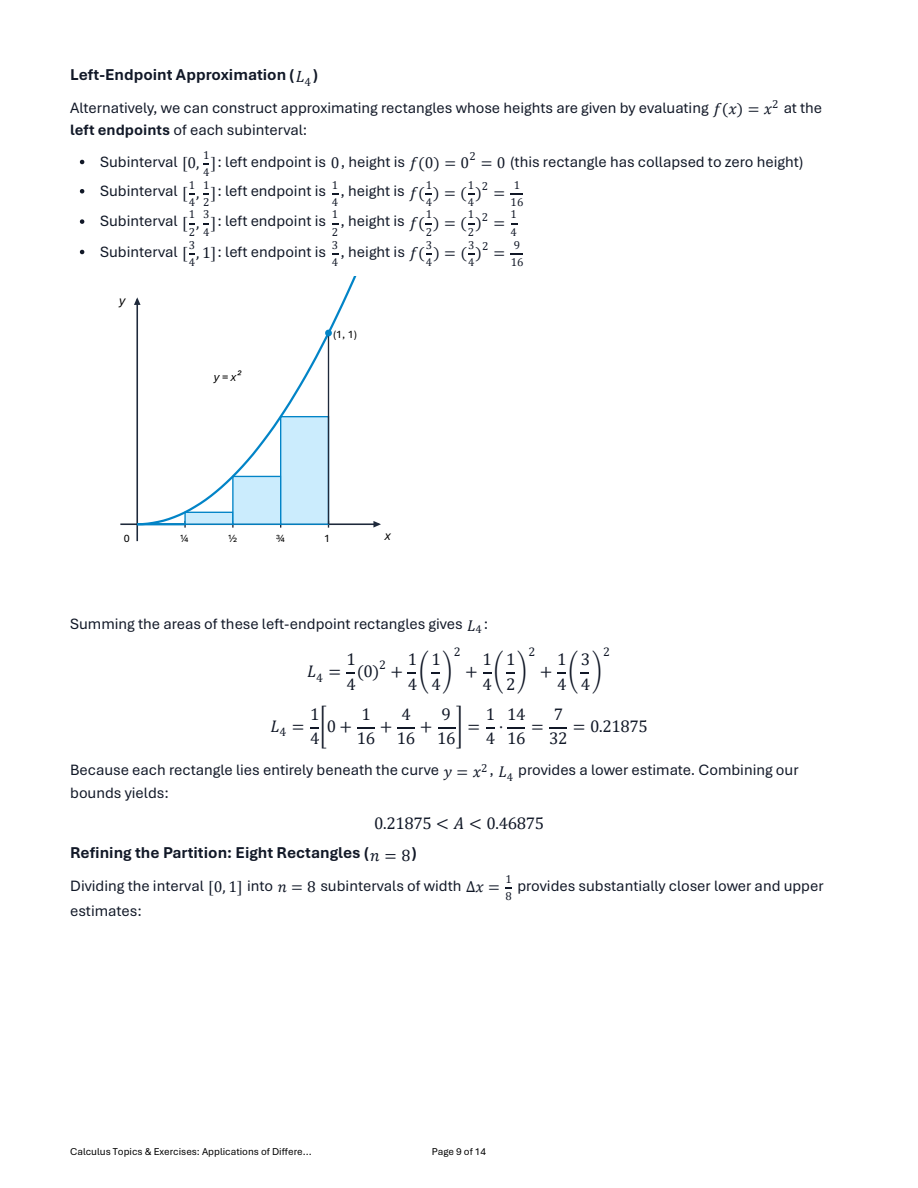 Left-Endpoint Approximation (L₄)
Alternatively, we can construct approximating rectangles whose heights are given by evaluating f(x) = x² at the
left endpoints of each subinterval:
• Subinterval [0, 1/4]: left endpoint is 0, height is f(0) = 0² = 0 (this rectangle has collapsed to zero height)
• Subinterval [1/4, 1/2]: left endpoint is 1/4, height is f(1/4) = (1/4)² = 1/16
• Subinterval [1/2, 3/4]: left endpoint is 1/2, height is f(1/2) = (1/2)² = 1/4
• Subinterval [3/4, 1]: left endpoint is 3/4, height is f(3/4) = (3/4)² = 9/16
y
(1, 1)
y = x²
0 ¼ ½ ¾ 1 x
Summing the areas of these left-endpoint rectangles gives L₄:
L₄ = 1/4(0)² + 1/4(1/4)² + 1/4(1/2)² + 1/4(3/4)²
L₄ = 1/4[0 + 1/16 + 4/16 + 9/16] = 1/4 · 14/16 = 7/32 = 0.21875
Because each rectangle lies entirely beneath the curve y = x², L₄ provides a lower estimate. Combining our
bounds yields:
0.21875 < A < 0.46875
Refining the Partition: Eight Rectangles (n = 8)
Dividing the interval [0, 1] into n = 8 subintervals of width Δx = 1/8 provides substantially closer lower and upper
estimates:
Calculus Topics & Exercises: Applications of Differe... Page 9 of 14